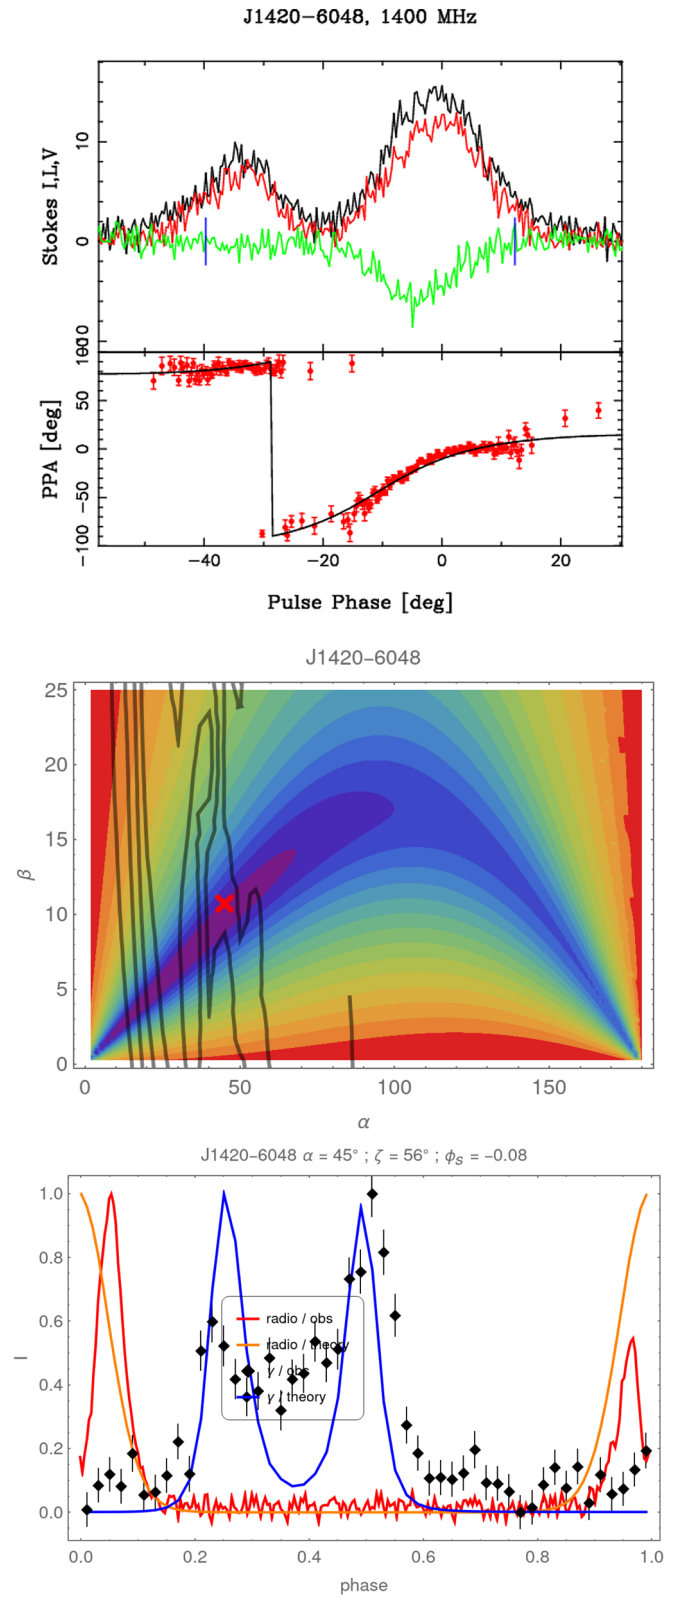 J1420−6048, 1400 MHz
Stokes I,L,V
10
0
100
50
0
−50
−100
PPA [deg]
−40 −20 0 20
Pulse Phase [deg]
J1420−6048
25
20
15
10
5
0
β
0 50 100 150
α
J1420−6048 α = 45° ; ζ = 56° ; ϕs = −0.08
1.0
0.8
0.6
0.4
0.2
0.0
I
radio / obs
radio / theory
γ / obs
γ / theory
0.0 0.2 0.4 0.6 0.8 1.0
phase